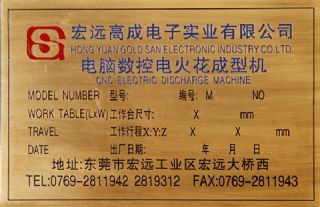 宏远高成电子实业有限公司
HONG YUAN GOLD SAN ELECTRONIC INDUSTRY CO.LTD.
电脑数控电火花成型机
CNC ELECTRIC DISCHARGE MACHINE
MODEL NUMBER 型号: 编号: M NO
WORK TABLE(LxW) 工作台尺寸: X mm
TRAVEL 工作行程X:Y:Z X X mm
DATE 出厂日期: 年 月 日
地址:东莞市宏远工业区宏远大桥西
TEL:0769-2811942 2819312 FAX:0769-2811943